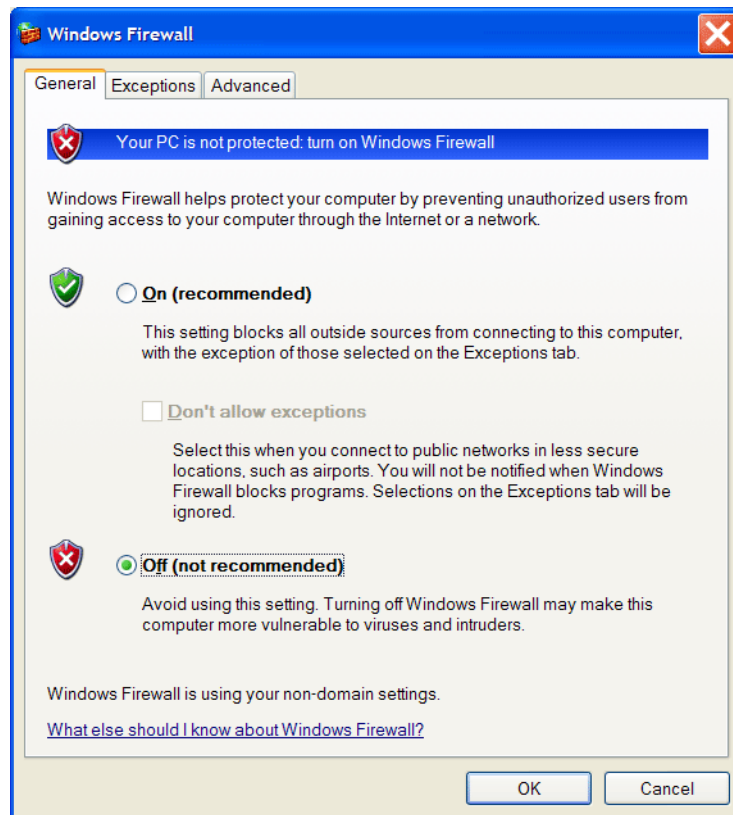 Windows Firewall
General Exceptions Advanced
Your PC is not protected: turn on Windows Firewall
Windows Firewall helps protect your computer by preventing unauthorized users from
gaining access to your computer through the Internet or a network.
On (recommended)
This setting blocks all outside sources from connecting to this computer,
with the exception of those selected on the Exceptions tab.
Don't allow exceptions
Select this when you connect to public networks in less secure
locations, such as airports. You will not be notified when Windows
Firewall blocks programs. Selections on the Exceptions tab will be
ignored.
Off (not recommended)
Avoid using this setting. Turning off Windows Firewall may make this
computer more vulnerable to viruses and intruders.
Windows Firewall is using your non-domain settings.
What else should I know about Windows Firewall?
OK Cancel